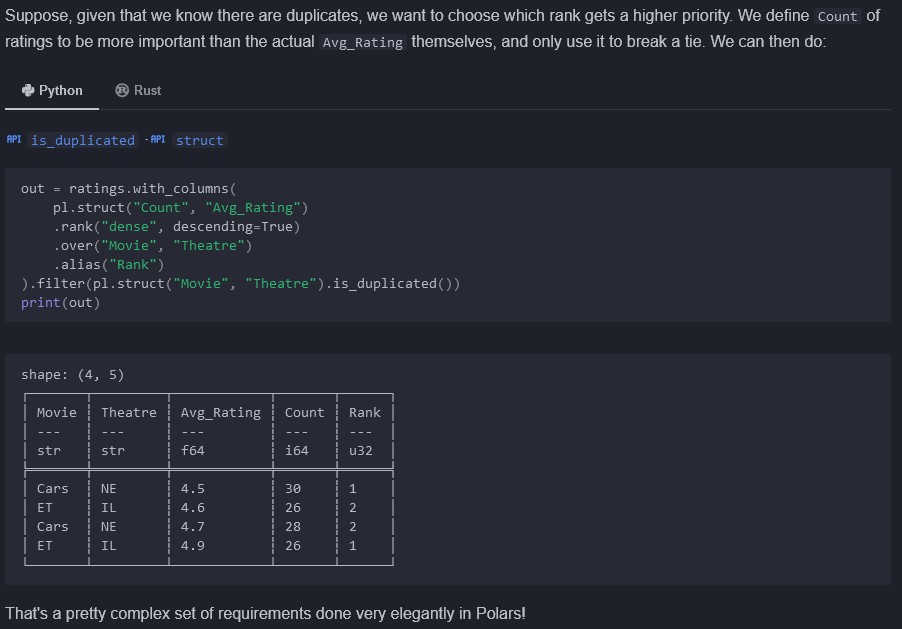 Suppose, given that we know there are duplicates, we want to choose which rank gets a higher priority. We define Count of
ratings to be more important than the actual Avg_Rating themselves, and only use it to break a tie. We can then do:
Python Rust
API is_duplicated · API struct
out = ratings.with_columns(
    pl.struct("Count", "Avg_Rating")
    .rank("dense", descending=True)
    .over("Movie", "Theatre")
    .alias("Rank")
).filter(pl.struct("Movie", "Theatre").is_duplicated())
print(out)
shape: (4, 5)
┌───────┬─────────┬────────────┬───────┬──────┐
│ Movie ┆ Theatre ┆ Avg_Rating ┆ Count ┆ Rank │
│ ---   ┆ ---     ┆ ---        ┆ ---   ┆ ---  │
│ str   ┆ str     ┆ f64        ┆ i64   ┆ u32  │
╞═══════╪═════════╪════════════╪═══════╪══════╡
│ Cars  ┆ NE      ┆ 4.5        ┆ 30    ┆ 1    │
│ ET    ┆ IL      ┆ 4.6        ┆ 26    ┆ 2    │
│ Cars  ┆ NE      ┆ 4.7        ┆ 28    ┆ 2    │
│ ET    ┆ IL      ┆ 4.9        ┆ 26    ┆ 1    │
└───────┴─────────┴────────────┴───────┴──────┘
That's a pretty complex set of requirements done very elegantly in Polars!